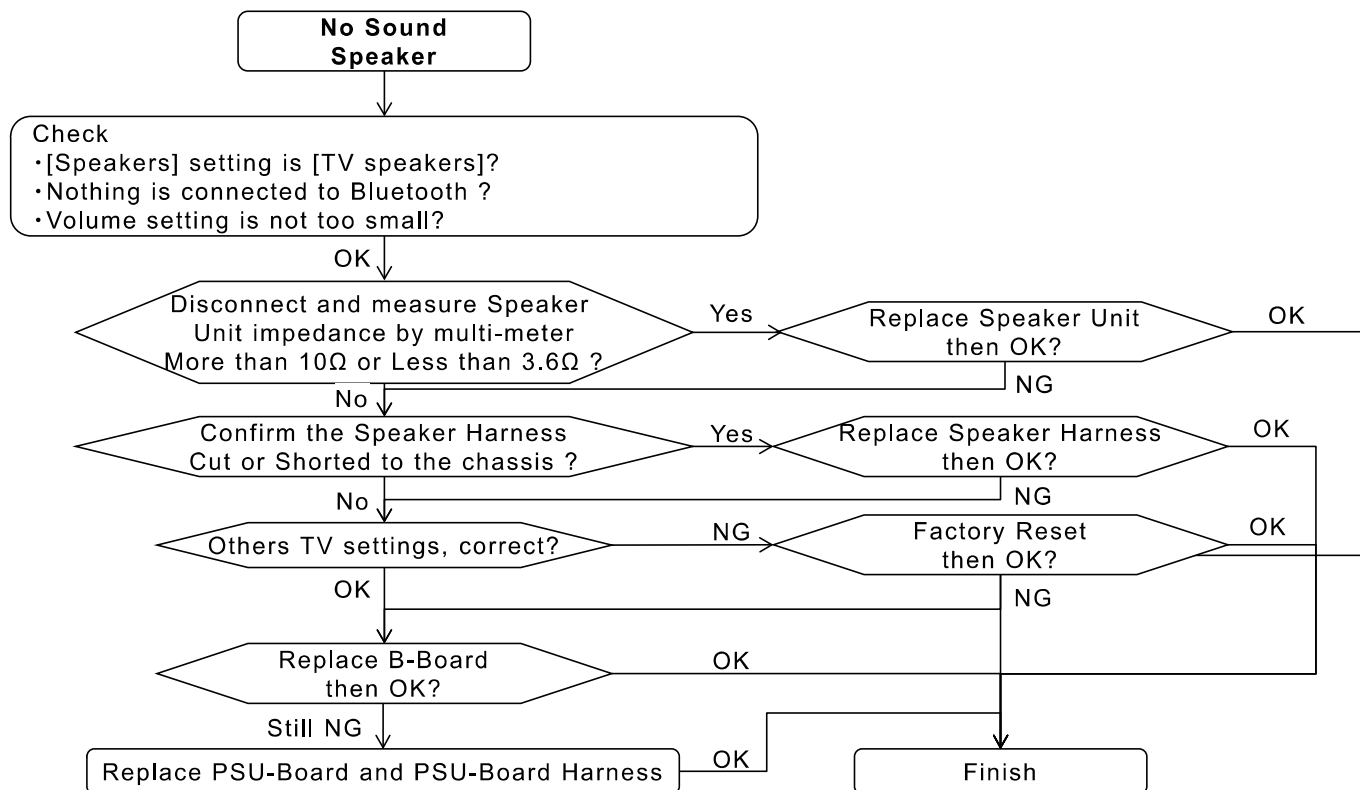 No Sound
Speaker
Check
・[Speakers] setting is [TV speakers]?
・Nothing is connected to Bluetooth ?
・Volume setting is not too small?
OK
Disconnect and measure Speaker
Unit impedance by multi-meter
More than 10Ω or Less than 3.6Ω ?
Yes
Replace Speaker Unit
then OK?
OK
No
NG
Confirm the Speaker Harness
Cut or Shorted to the chassis ?
Yes
Replace Speaker Harness
then OK?
OK
No
NG
Others TV settings, correct?
NG
Factory Reset
then OK?
OK
OK
NG
Replace B-Board
then OK?
OK
Still NG
Replace PSU-Board and PSU-Board Harness
OK
Finish